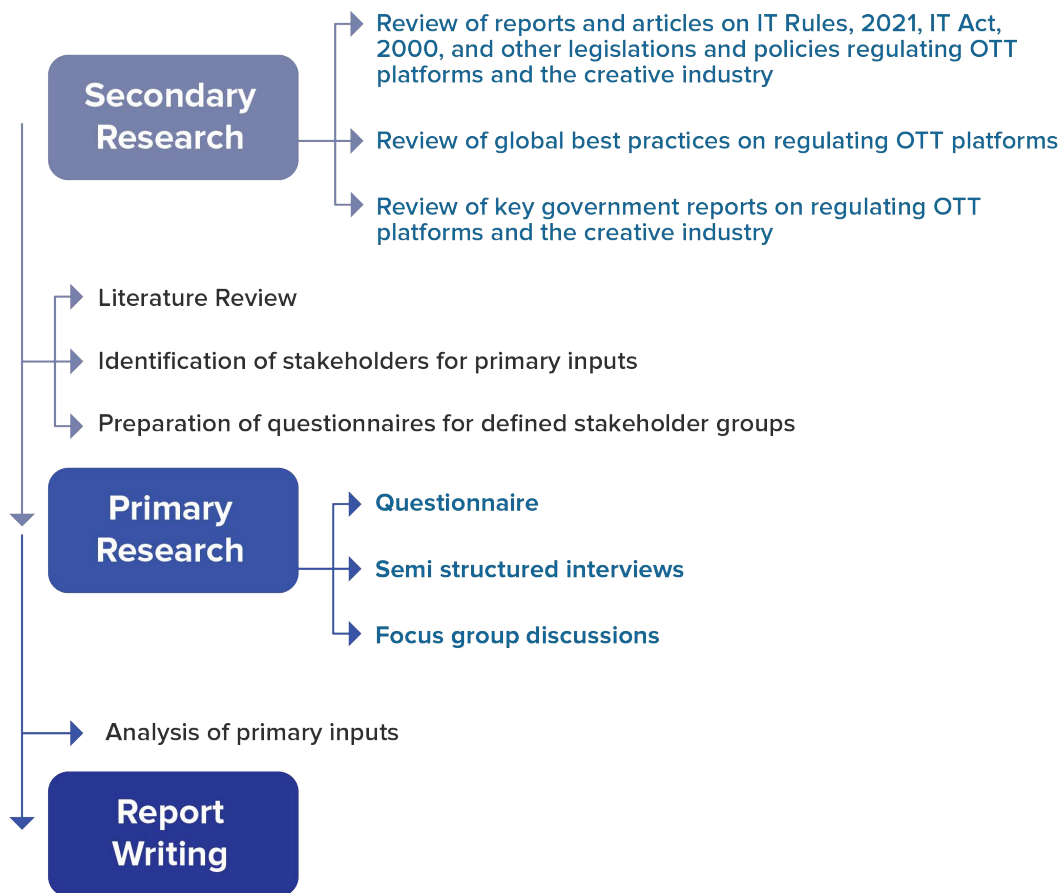 Secondary
Research
Review of reports and articles on IT Rules, 2021, IT Act,
2000, and other legislations and policies regulating OTT
platforms and the creative industry
Review of global best practices on regulating OTT platforms
Review of key government reports on regulating OTT
platforms and the creative industry
Literature Review
Identification of stakeholders for primary inputs
Preparation of questionnaires for defined stakeholder groups
Primary
Research
Questionnaire
Semi structured interviews
Focus group discussions
Analysis of primary inputs
Report
Writing